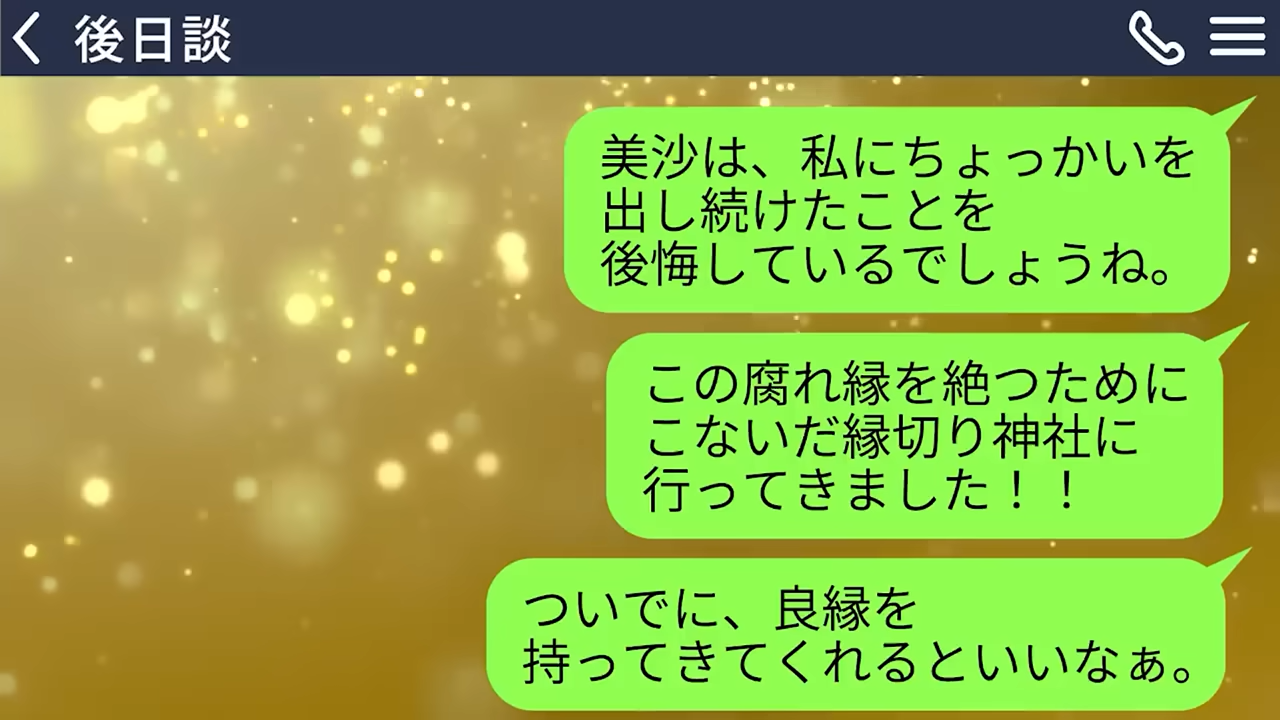 後日談
美沙は、私にちょっかいを
出し続けたことを
後悔しているでしょうね。
この腐れ縁を絶つために
こないだ縁切り神社に
行ってきました！！
ついでに、良縁を
持ってきてくれるといいなぁ。